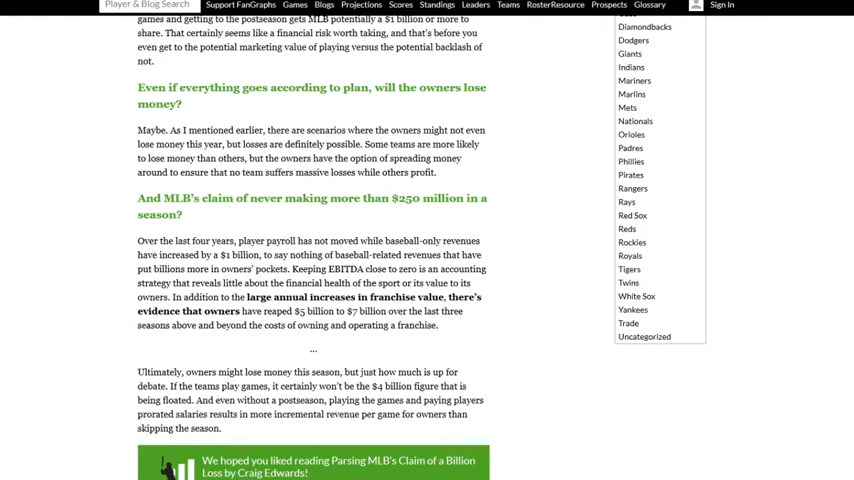 Player & Blog Search
Support FanGraphs Games Blogs Projections Scores Standings Leaders Teams RosterResource Prospects Glossary Sign In
games and getting to the postseason gets MLB potentially a $1 billion or more to
share. That certainly seems like a financial risk worth taking, and that's before you
even get to the potential marketing value of playing versus the potential backlash of
not.
Even if everything goes according to plan, will the owners lose
money?
Maybe. As I mentioned earlier, there are scenarios where the owners might not even
lose money this year, but losses are definitely possible. Some teams are more likely
to lose money than others, but the owners have the option of spreading money
around to ensure that no team suffers massive losses while others profit.
And MLB's claim of never making more than $250 million in a
season?
Over the last four years, player payroll has not moved while baseball-only revenues
have increased by a $1 billion, to say nothing of baseball-related revenues that have
put billions more in owners' pockets. Keeping EBITDA close to zero is an accounting
strategy that reveals little about the financial health of the sport or its value to its
owners. In addition to the large annual increases in franchise value, there's
evidence that owners have reaped $5 billion to $7 billion over the last three
seasons above and beyond the costs of owning and operating a franchise.
...
Ultimately, owners might lose money this season, but just how much is up for
debate. If the teams play games, it certainly won't be the $4 billion figure that is
being floated. And even without a postseason, playing the games and paying players
prorated salaries results in more incremental revenue per game for owners than
skipping the season.
We hoped you liked reading Parsing MLB's Claim of a Billion
Loss by Craig Edwards!
Diamondbacks
Dodgers
Giants
Indians
Mariners
Marlins
Mets
Nationals
Orioles
Padres
Phillies
Pirates
Rangers
Rays
Red Sox
Reds
Rockies
Royals
Tigers
Twins
White Sox
Yankees
Trade
Uncategorized